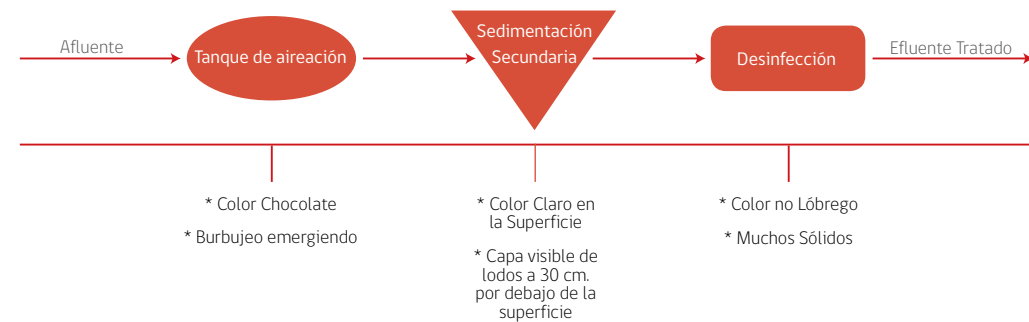 Afluente
Tanque de aireación
Sedimentación
Secundaria
Desinfección
Efluente Tratado
* Color Chocolate
* Burbujeo emergiendo
* Color Claro en
la Superficie
* Capa visible de
lodos a 30 cm.
por debajo de la
superficie
* Color no Lóbrego
* Muchos Sólidos